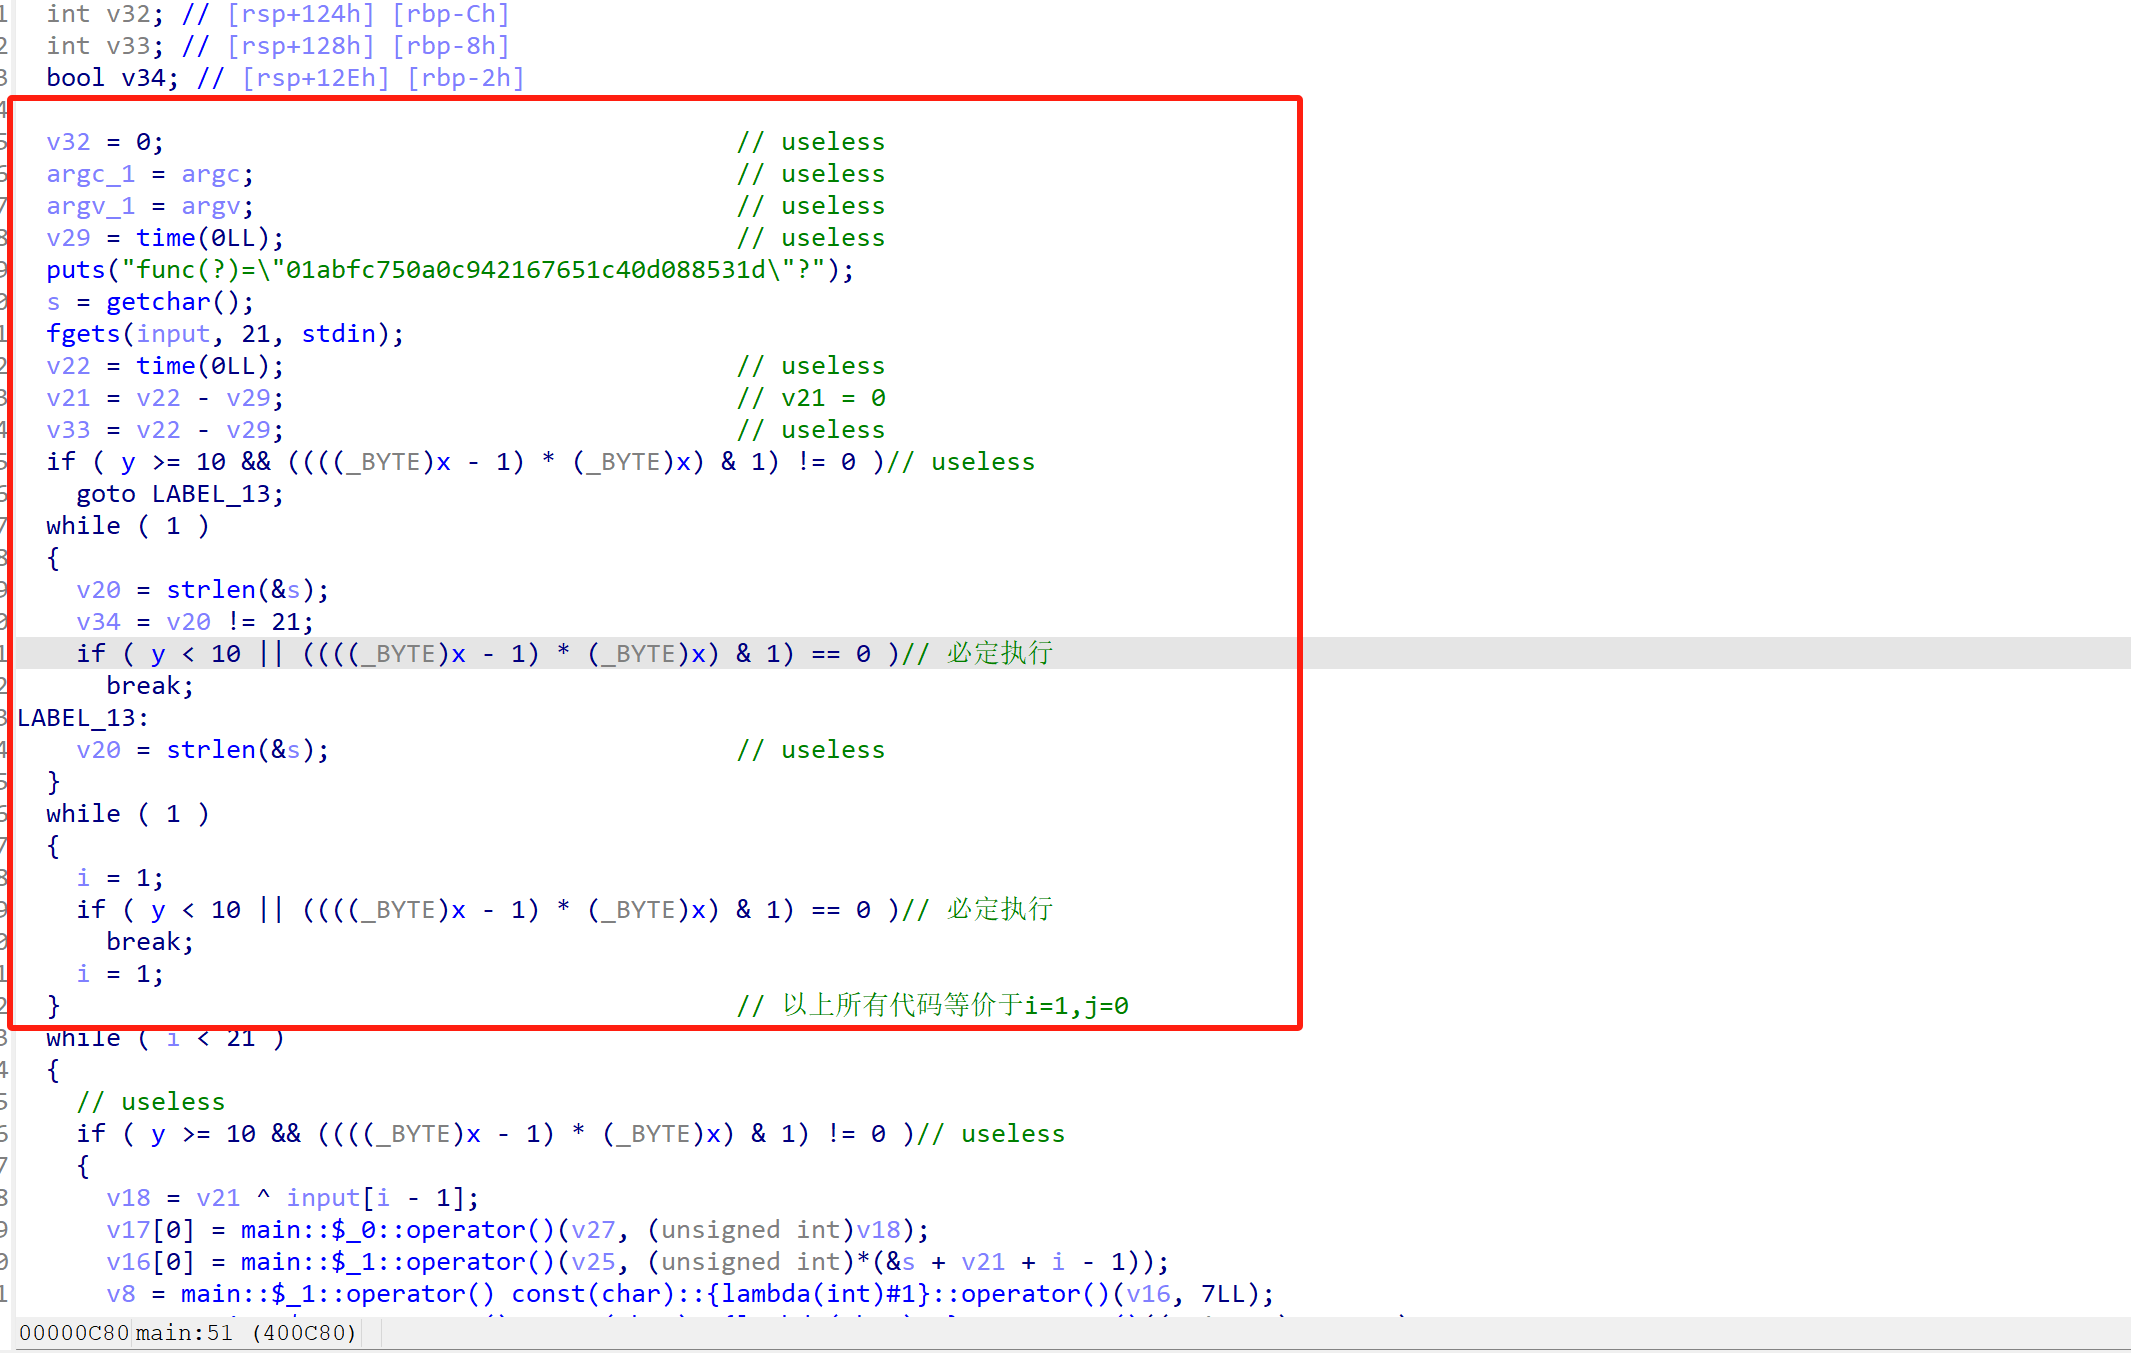 int v32; // [rsp+124h] [rbp-Ch]
int v33; // [rsp+128h] [rbp-8h]
bool v34; // [rsp+12Eh] [rbp-2h]
v32 = 0; // useless
argc_1 = argc; // useless
argv_1 = argv; // useless
v29 = time(0LL); // useless
puts("func(?)=\"01abfc750a0c942167651c40d088531d\"?");
s = getchar();
fgets(input, 21, stdin);
v22 = time(0LL); // useless
v21 = v22 - v29; // v21 = 0
v33 = v22 - v29; // useless
if ( y >= 10 && ((((_BYTE)x - 1) * (_BYTE)x) & 1) != 0 )// useless
goto LABEL_13;
while ( 1 )
{
v20 = strlen(&s);
v34 = v20 != 21;
if ( y < 10 || ((((_BYTE)x - 1) * (_BYTE)x) & 1) == 0 )// 必定执行
break;
LABEL_13:
v20 = strlen(&s); // useless
}
while ( 1 )
{
i = 1;
if ( y < 10 || ((((_BYTE)x - 1) * (_BYTE)x) & 1) == 0 )// 必定执行
break;
i = 1;
} // 以上所有代码等价于i=1,j=0
while ( i < 21 )
{
// useless
if ( y >= 10 && ((((_BYTE)x - 1) * (_BYTE)x) & 1) != 0 )// useless
{
v18 = v21 ^ input[i - 1];
v17[0] = main::$_0::operator()(v27, (unsigned int)v18);
v16[0] = main::$_1::operator()(v25, (unsigned int)*(&s + v21 + i - 1));
v8 = main::$_1::operator() const(char)::{lambda(int)#1}::operator()(v16, 7LL);
00000C80 main:51 (400C80)